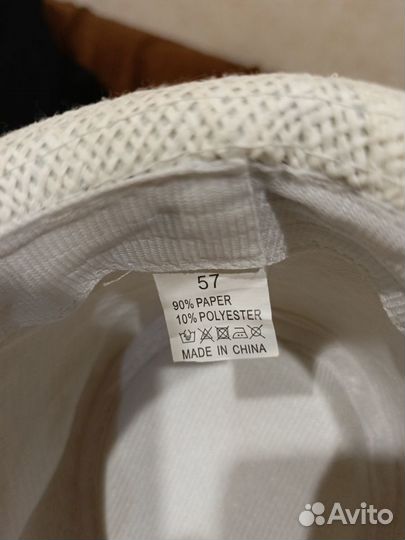 57
90% PAPER
10% POLYESTER
MADE IN CHINA
Avito